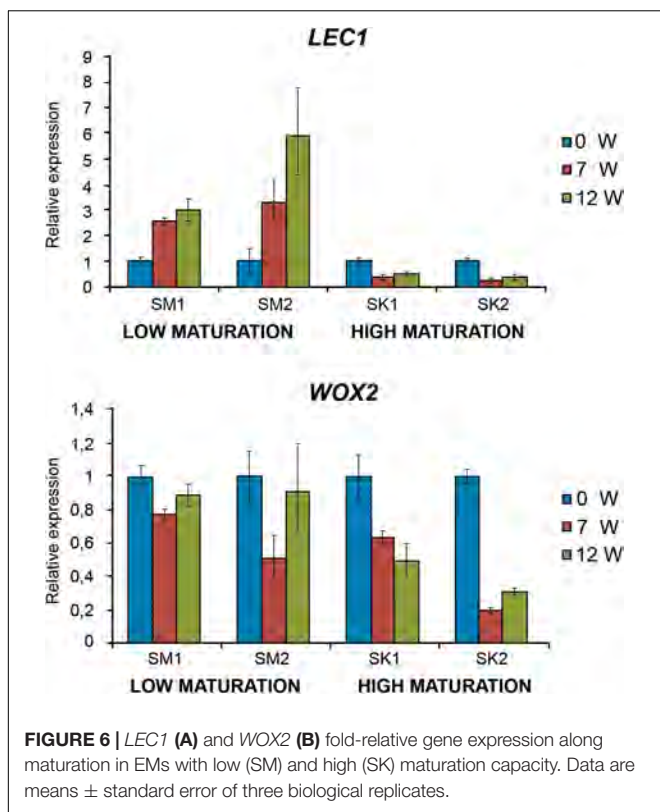 LEC1
Relative expression
9
8
7
6
5
4
3
2
1
0
SM1 SM2 SK1 SK2
LOW MATURATION HIGH MATURATION
0 W
7 W
12 W
WOX2
Relative expression
1,4
1,2
1
0,8
0,6
0,4
0,2
0
SM1 SM2 SK1 SK2
LOW MATURATION HIGH MATURATION
0 W
7 W
12 W
FIGURE 6 | LEC1 (A) and WOX2 (B) fold-relative gene expression along
maturation in EMs with low (SM) and high (SK) maturation capacity. Data are
means ± standard error of three biological replicates.